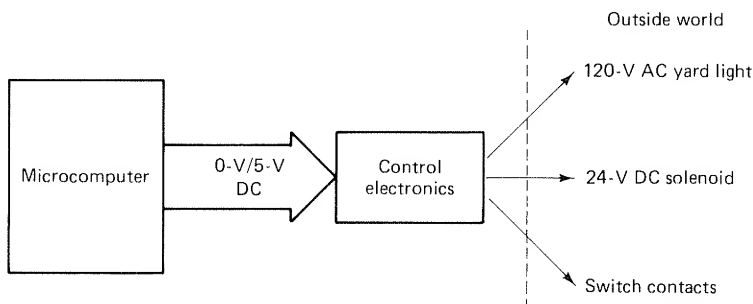 Outside world
120-V AC yard light
Microcomputer
0-V/5-V
DC
Control
electronics
24-V DC solenoid
Switch contacts